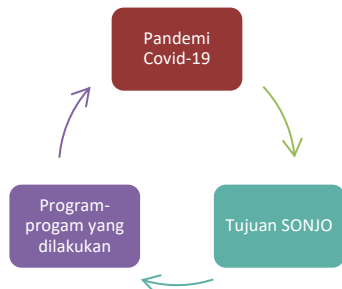 Pandemi
Covid-19
Tujuan SONJO
Program-
progam yang
dilakukan